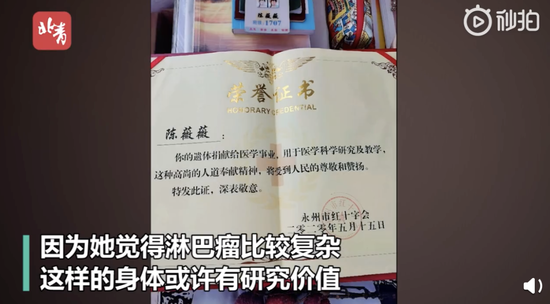 北青
秒拍
陈薇薇
1707
荣誉证书
HONORARY CREDENTIAL
陈薇薇：
你的遗体捐献给医学事业，用于医学科学研究及教学，
这种高尚的人道奉献精神，将受到人民的尊敬和赞扬。
特发此证，深表敬意。
永州市红十字会
二〇二〇年五月十五日
因为她觉得淋巴瘤比较复杂
这样的身体或许有研究价值